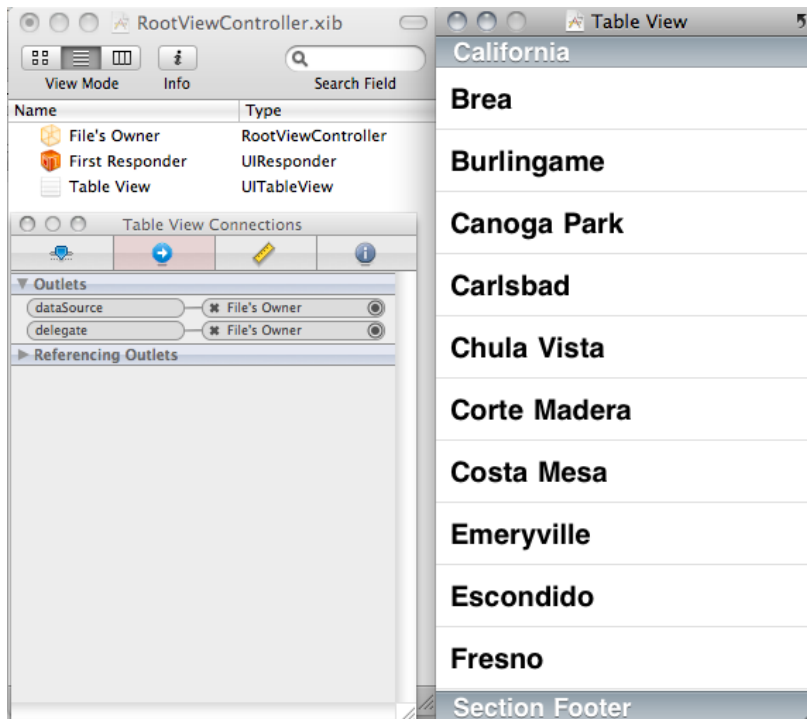 RootViewController.xib
View Mode
Info
Search Field
Name
Type
File's Owner
RootViewController
First Responder
UIResponder
Table View
UITableView
Table View Connections
Outlets
dataSource
File's Owner
delegate
File's Owner
Referencing Outlets
Table View
California
Brea
Burlingame
Canoga Park
Carlsbad
Chula Vista
Corte Madera
Costa Mesa
Emeryville
Escondido
Fresno
Section Footer